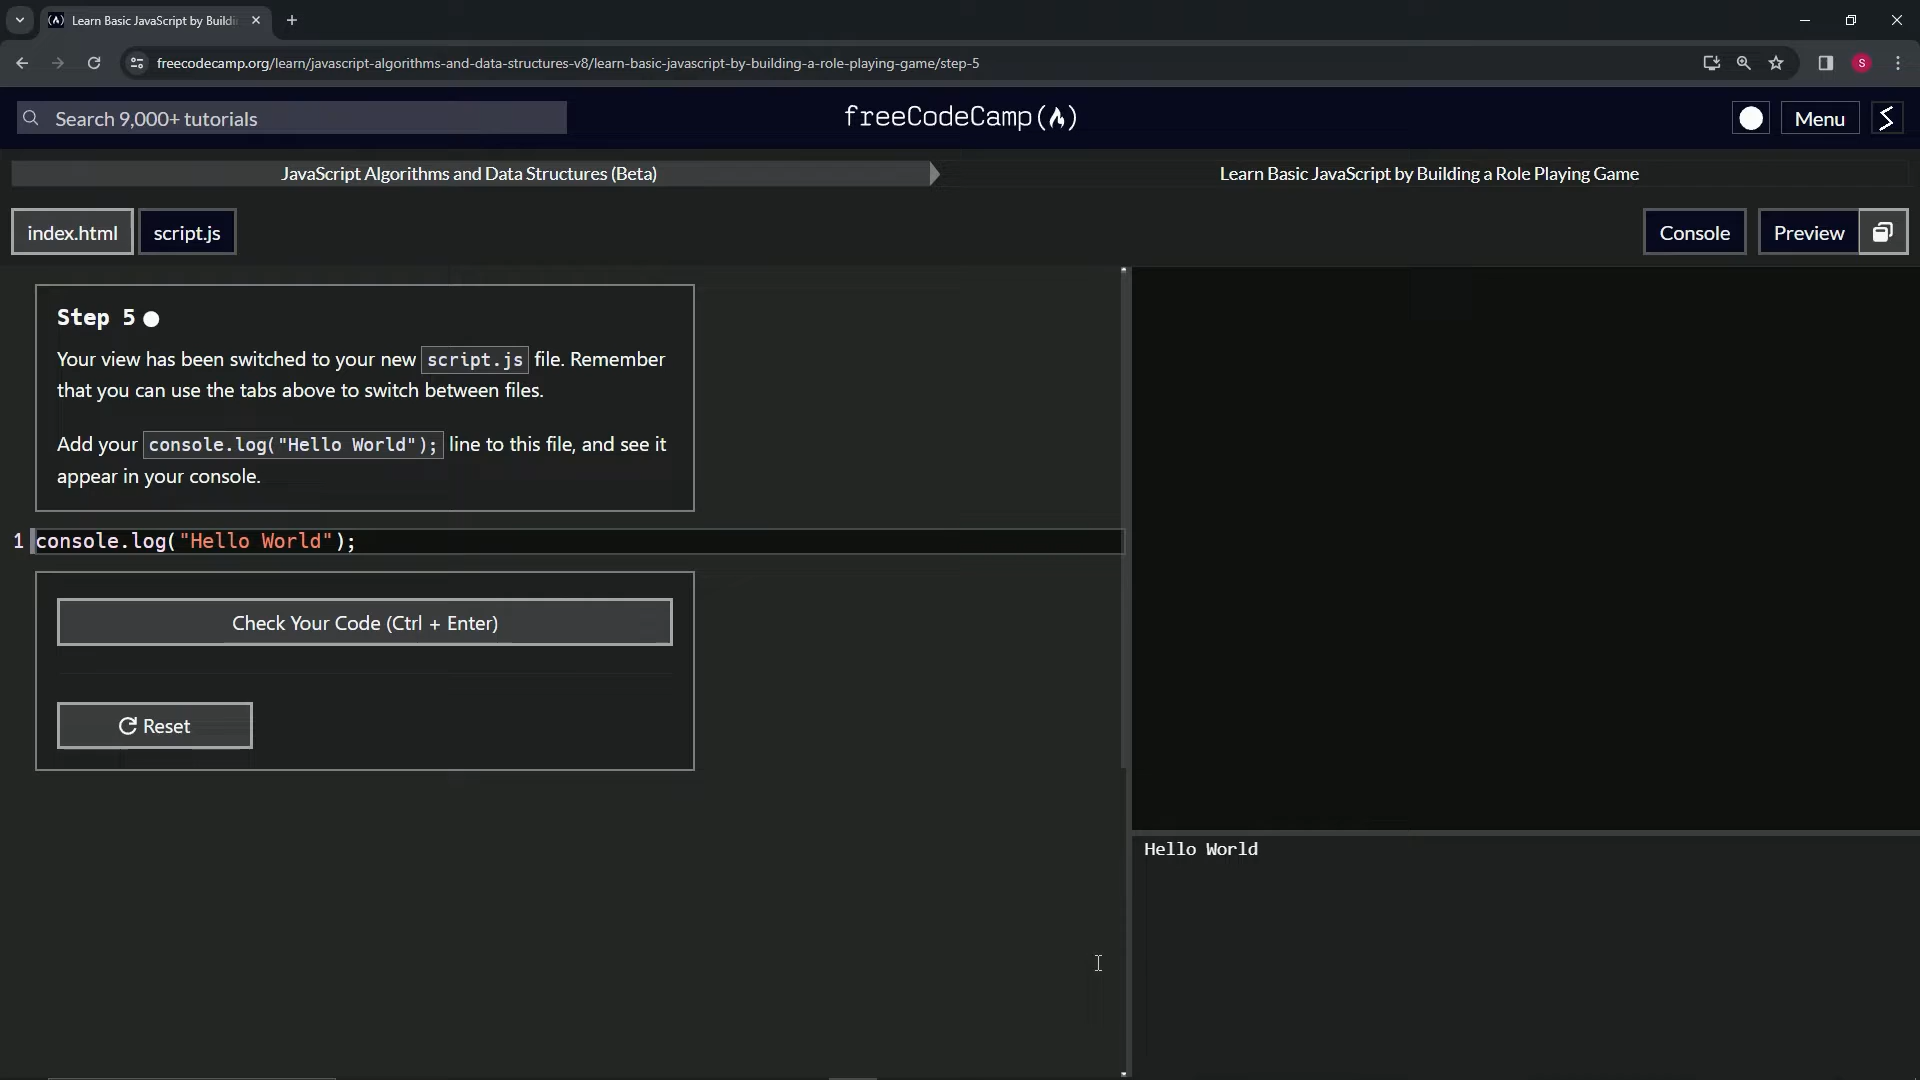 Learn Basic JavaScript by Buildi
freecodecamp.org/learn/javascript-algorithms-and-data-structures-v8/learn-basic-javascript-by-building-a-role-playing-game/step-5
S
Search 9,000+ tutorials
freeCodeCamp(🔥)
Menu
JavaScript Algorithms and Data Structures (Beta)
Learn Basic JavaScript by Building a Role Playing Game
index.html
script.js
Console
Preview
Step 5
Your view has been switched to your new script.js file. Remember
that you can use the tabs above to switch between files.
Add your console.log("Hello World"); line to this file, and see it
appear in your console.
1 console.log("Hello World");
Check Your Code (Ctrl + Enter)
Reset
Hello World